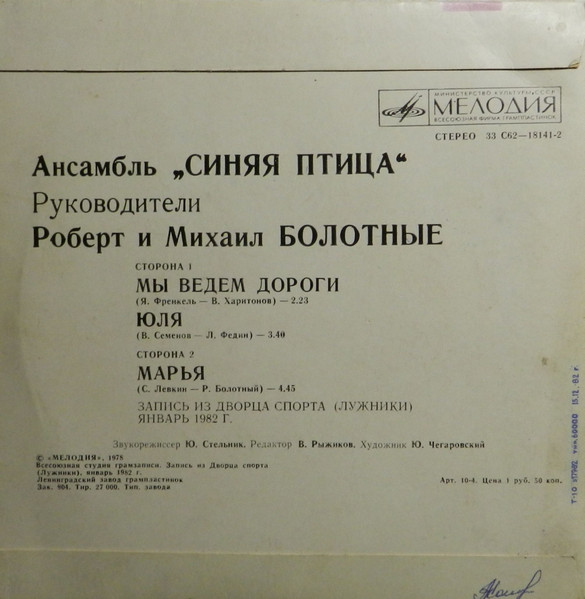 МИНИСТЕРСТВО КУЛЬТУРЫ СССР
МЕЛОДИЯ
ВСЕСОЮЗНАЯ ФИРМА ГРАМПЛАСТИНОК
СТЕРЕО 33 С62—18141-2
Ансамбль „СИНЯЯ ПТИЦА“
Руководители
Роберт и Михаил БОЛОТНЫЕ
СТОРОНА 1
МЫ ВЕДЕМ ДОРОГИ
(Я. Френкель — В. Харитонов) — 2.23
ЮЛЯ
(В. Семенов — Л. Федин) — 3.40
СТОРОНА 2
МАРЬЯ
(С. Левкин — Р. Болотный) — 4.45
ЗАПИСЬ ИЗ ДВОРЦА СПОРТА (ЛУЖНИКИ)
ЯНВАРЬ 1982 Г.
Звукорежиссер Ю. Стельник. Редактор В. Рыжиков. Художник Ю. Чегаровский
© «МЕЛОДИЯ», 1978
Всесоюзная студия грамзаписи. Запись из Дворца спорта
(Лужники), январь 1982 г.
Ленинградский завод грампластинок
Зак. 904. Тир. 27 000. Тип. завода
Арт. 10-4. Цена 1 руб. 50 коп.
15.12.82 г.